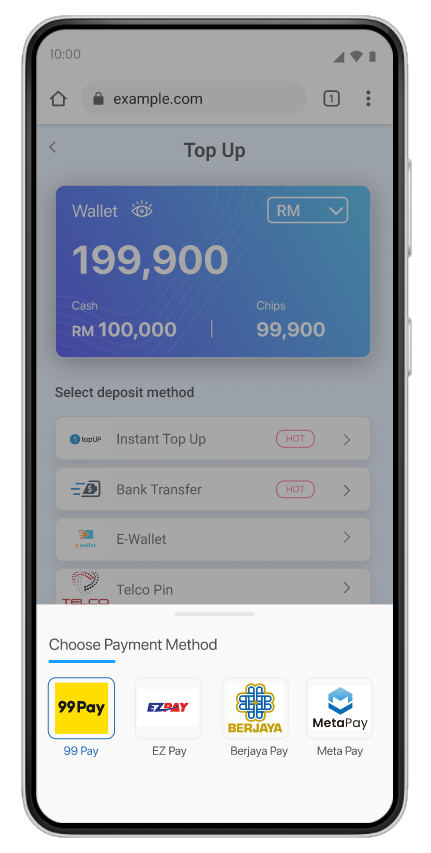 10:00
example.com
1
Top Up
Wallet
RM
199,900
Cash
Chips
RM 100,000
99,900
Select deposit method
topUP
Instant Top Up
HOT
Bank Transfer
HOT
E-Wallet
e wallet
Telco Pin
TELCO
Choose Payment Method
99Pay
EZPAY
BERJAYA
MetaPay
99 Pay
EZ Pay
Berjaya Pay
Meta Pay